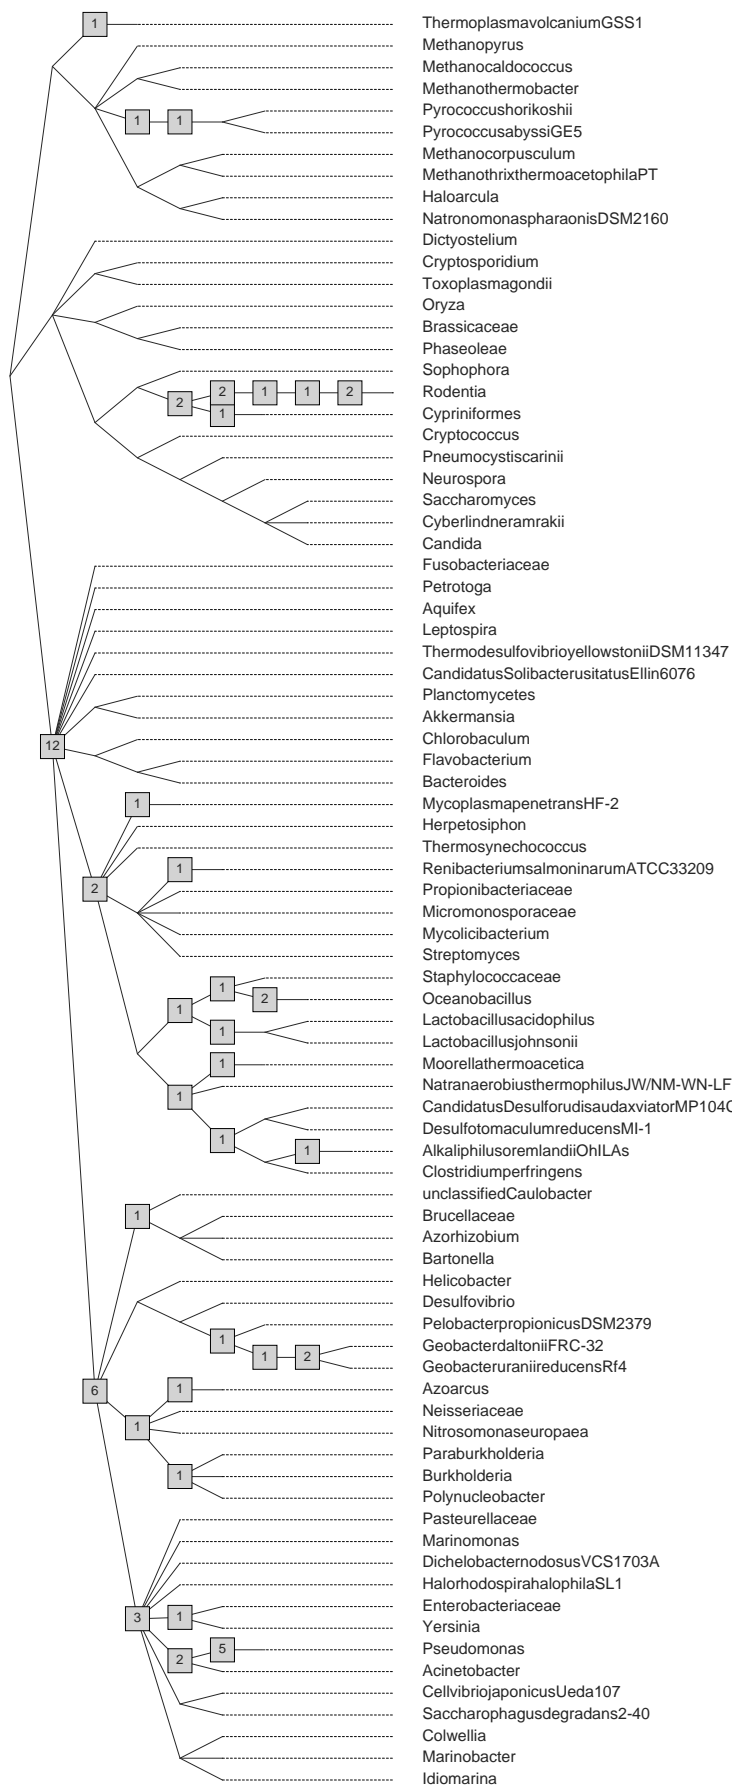 1 ThermoplasmavolcaniumGSS1
Methanopyrus
Methanocaldococcus
Methanothermobacter
Pyrococcushorikoshii
1 1
PyrococcusabyssiGE5
Methanocorpusculum
MethanothrixthermoacetophilaPT
Haloarcula
NatronomonaspharaonisDSM2160
Dictyostelium
Cryptosporidium
Toxoplasmagondii
Oryza
Brassicaceae
Phaseoleae
Sophophora
2 1 1 2 Rodentia
2
1 Cypriniformes
Cryptococcus
Pneumocystiscarinii
Neurospora
Saccharomyces
Cyberlindneramrakii
Candida
Fusobacteriaceae
Petrotoga
Aquifex
Leptospira
ThermodesulfovibrioyellowstoniiDSM11347
CandidatusSolibacterusitatusEllin6076
Planctomycetes
Akkermansia
12 Chlorobaculum
Flavobacterium
Bacteroides
1 MycoplasmapenetransHF-2
Herpetosiphon
Thermosynechococcus
1 RenibacteriumsalmoninarumATCC33209
2 Propionibacteriaceae
Micromonosporaceae
Mycolicibacterium
Streptomyces
Staphylococcaceae
1
2 Oceanobacillus
1
Lactobacillusacidophilus
1
Lactobacillusjohnsonii
1 Moorellathermoacetica
NatranaerobiusthermophilusJW/NM-WN-LF
1
CandidatusDesulforudisaudaxviatorMP104C
DesulfotomaculumreducensMI-1
1
1 AlkaliphilusoremlandiiOhILAs
Clostridiumperfringens
unclassifiedCaulobacter
1 Brucellaceae
Azorhizobium
Bartonella
Helicobacter
Desulfovibrio
PelobacterpropionicusDSM2379
1
GeobacterdaltoniiFRC-32
1 2
GeobacteruraniireducensRf4
6 1 Azoarcus
Neisseriaceae
1 Nitrosomonaseuropaea
Paraburkholderia
1 Burkholderia
Polynucleobacter
Pasteurellaceae
Marinomonas
DichelobacternodosusVCS1703A
HalorhodospirahalophilaSL1
Enterobacteriaceae
3 1
Yersinia
5 Pseudomonas
2
Acinetobacter
CellvibriojaponicusUeda107
Saccharophagusdegradans2-40
Colwellia
Marinobacter
Idiomarina